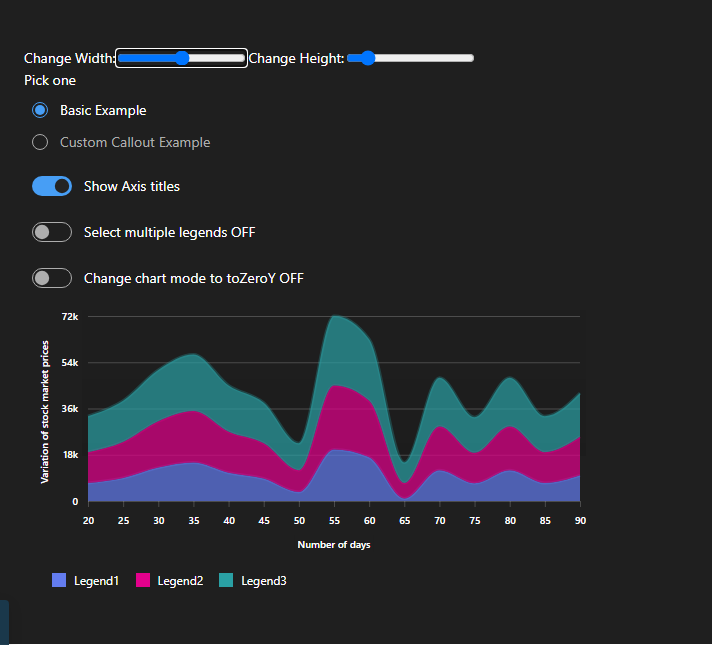 Change Width: Change Height:
Pick one
Basic Example
Custom Callout Example
Show Axis titles
Select multiple legends OFF
Change chart mode to toZeroY OFF
72k
54k
36k
18k
0
Variation of stock market prices
20 25 30 35 40 45 50 55 60 65 70 75 80 85 90
Number of days
Legend1 Legend2 Legend3